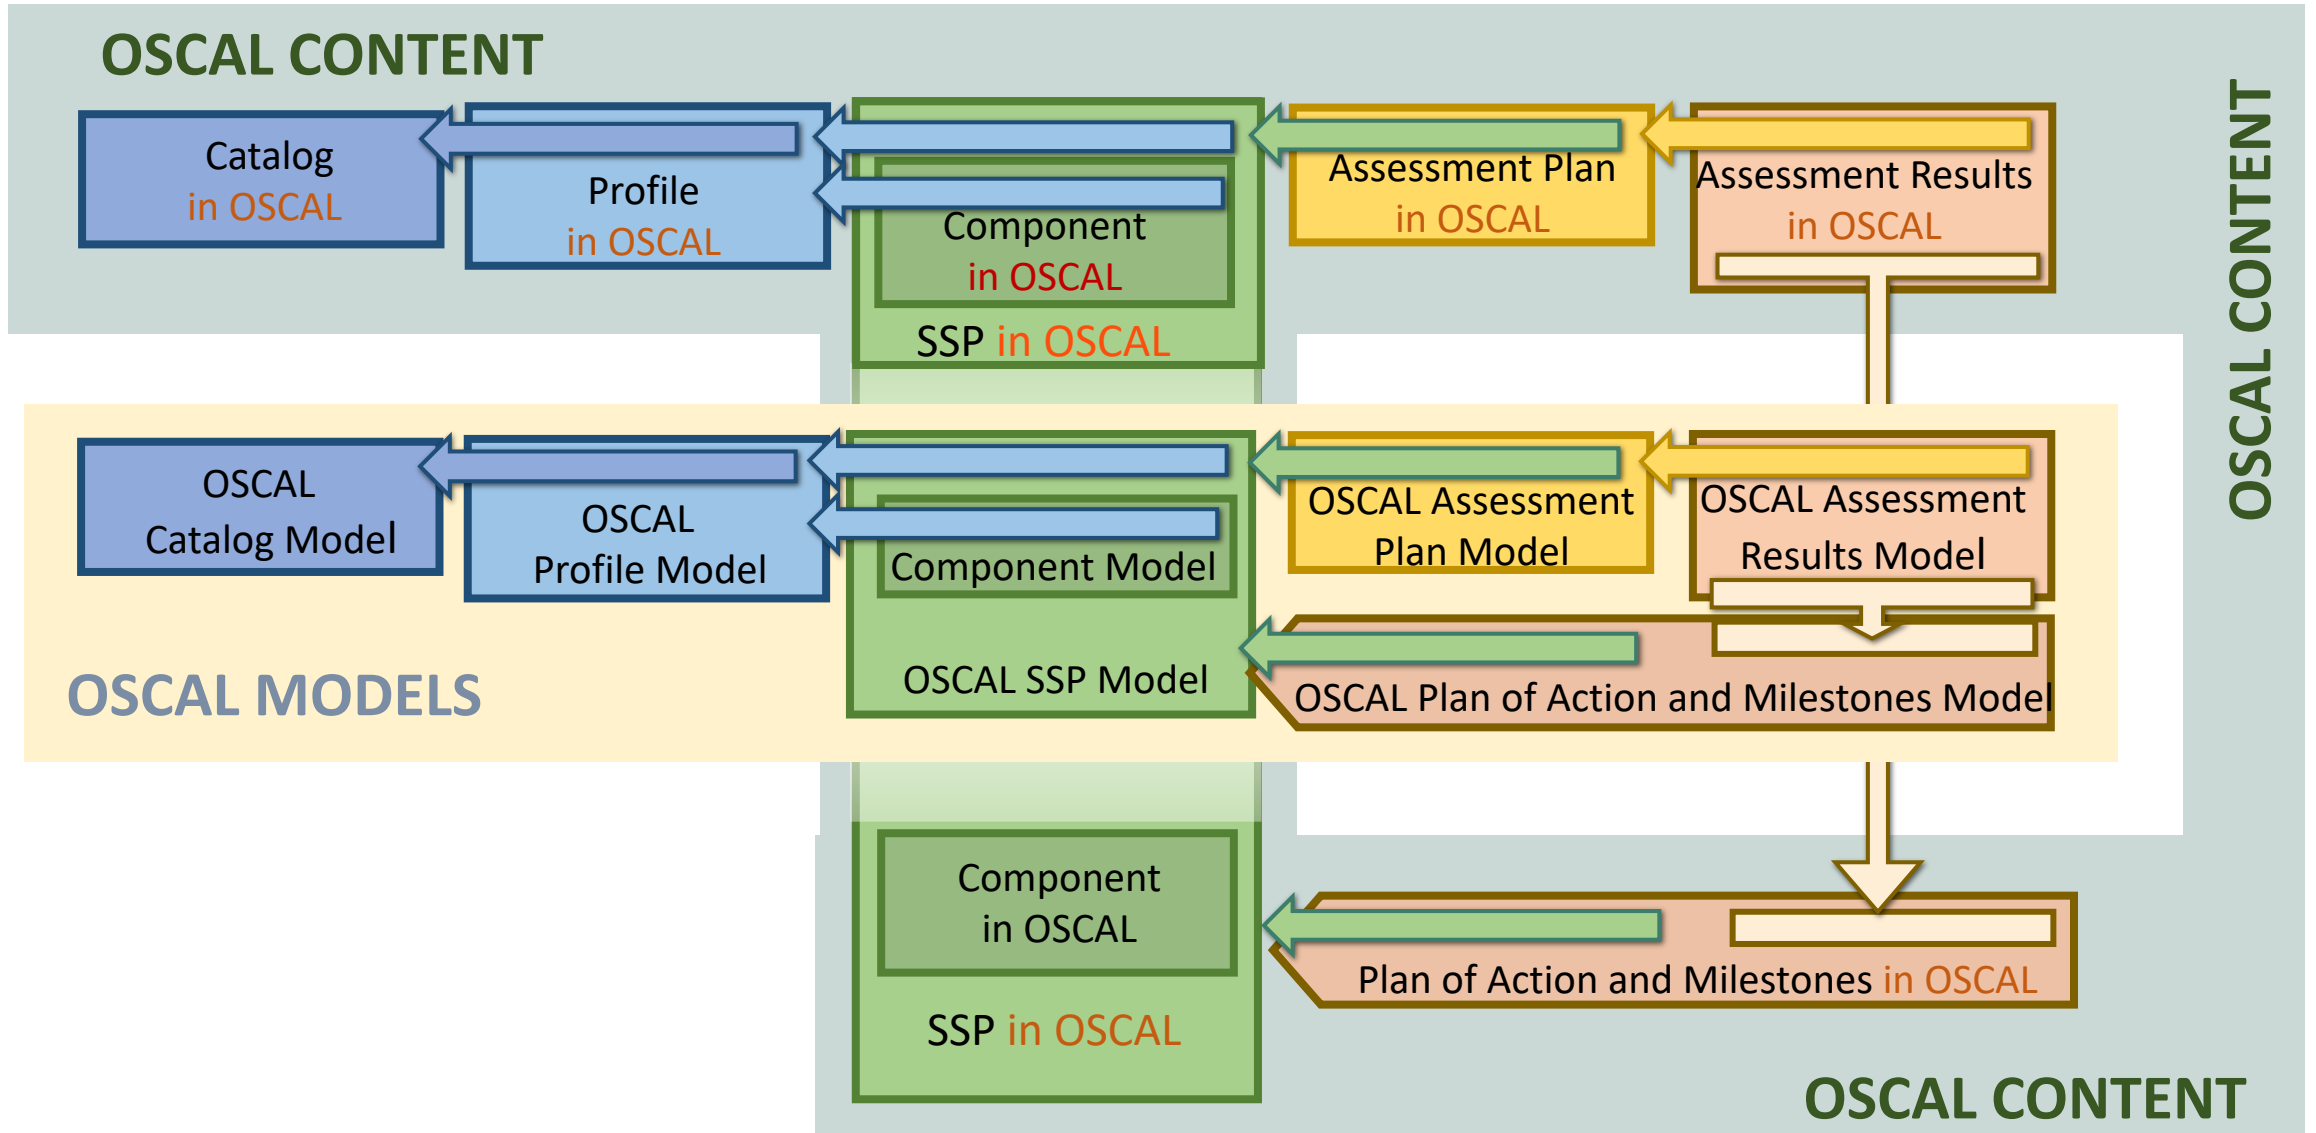 OSCAL CONTENT
Catalog
in OSCAL
Profile
in OSCAL
Component
in OSCAL
SSP in OSCAL
Assessment Plan
in OSCAL
Assessment Results
in OSCAL
OSCAL CONTENT
OSCAL
Catalog Model
OSCAL
Profile Model
Component Model
OSCAL SSP Model
OSCAL Assessment
Plan Model
OSCAL Assessment
Results Model
OSCAL Plan of Action and Milestones Model
OSCAL MODELS
Component
in OSCAL
SSP in OSCAL
Plan of Action and Milestones in OSCAL
OSCAL CONTENT